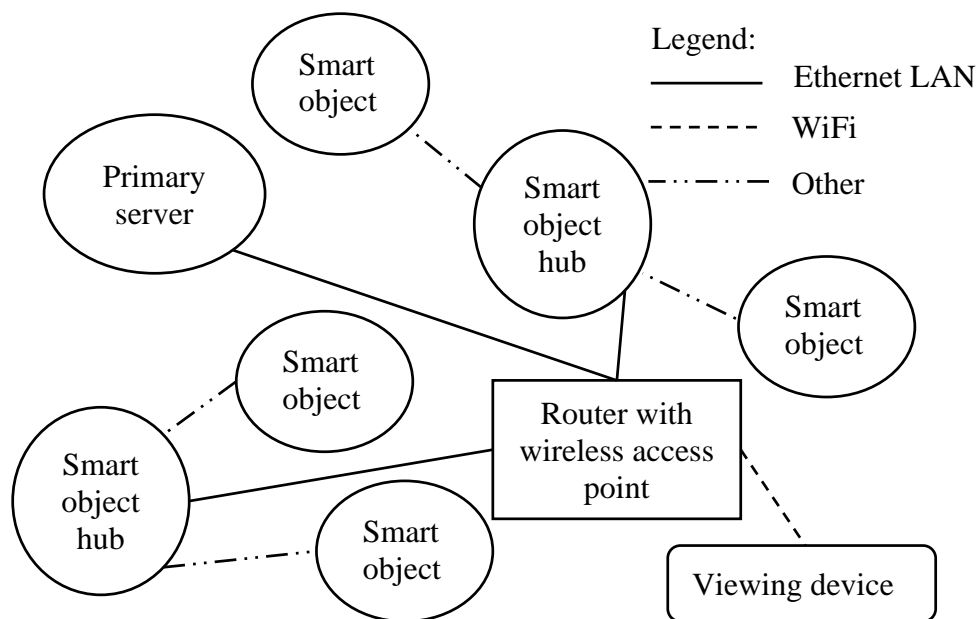 Legend:
Ethernet LAN
WiFi
Other
Smart
object
Primary
server
Smart
object
hub
Smart
object
Smart
object
Router with
wireless access
point
Smart
object
hub
Smart
object
Viewing device